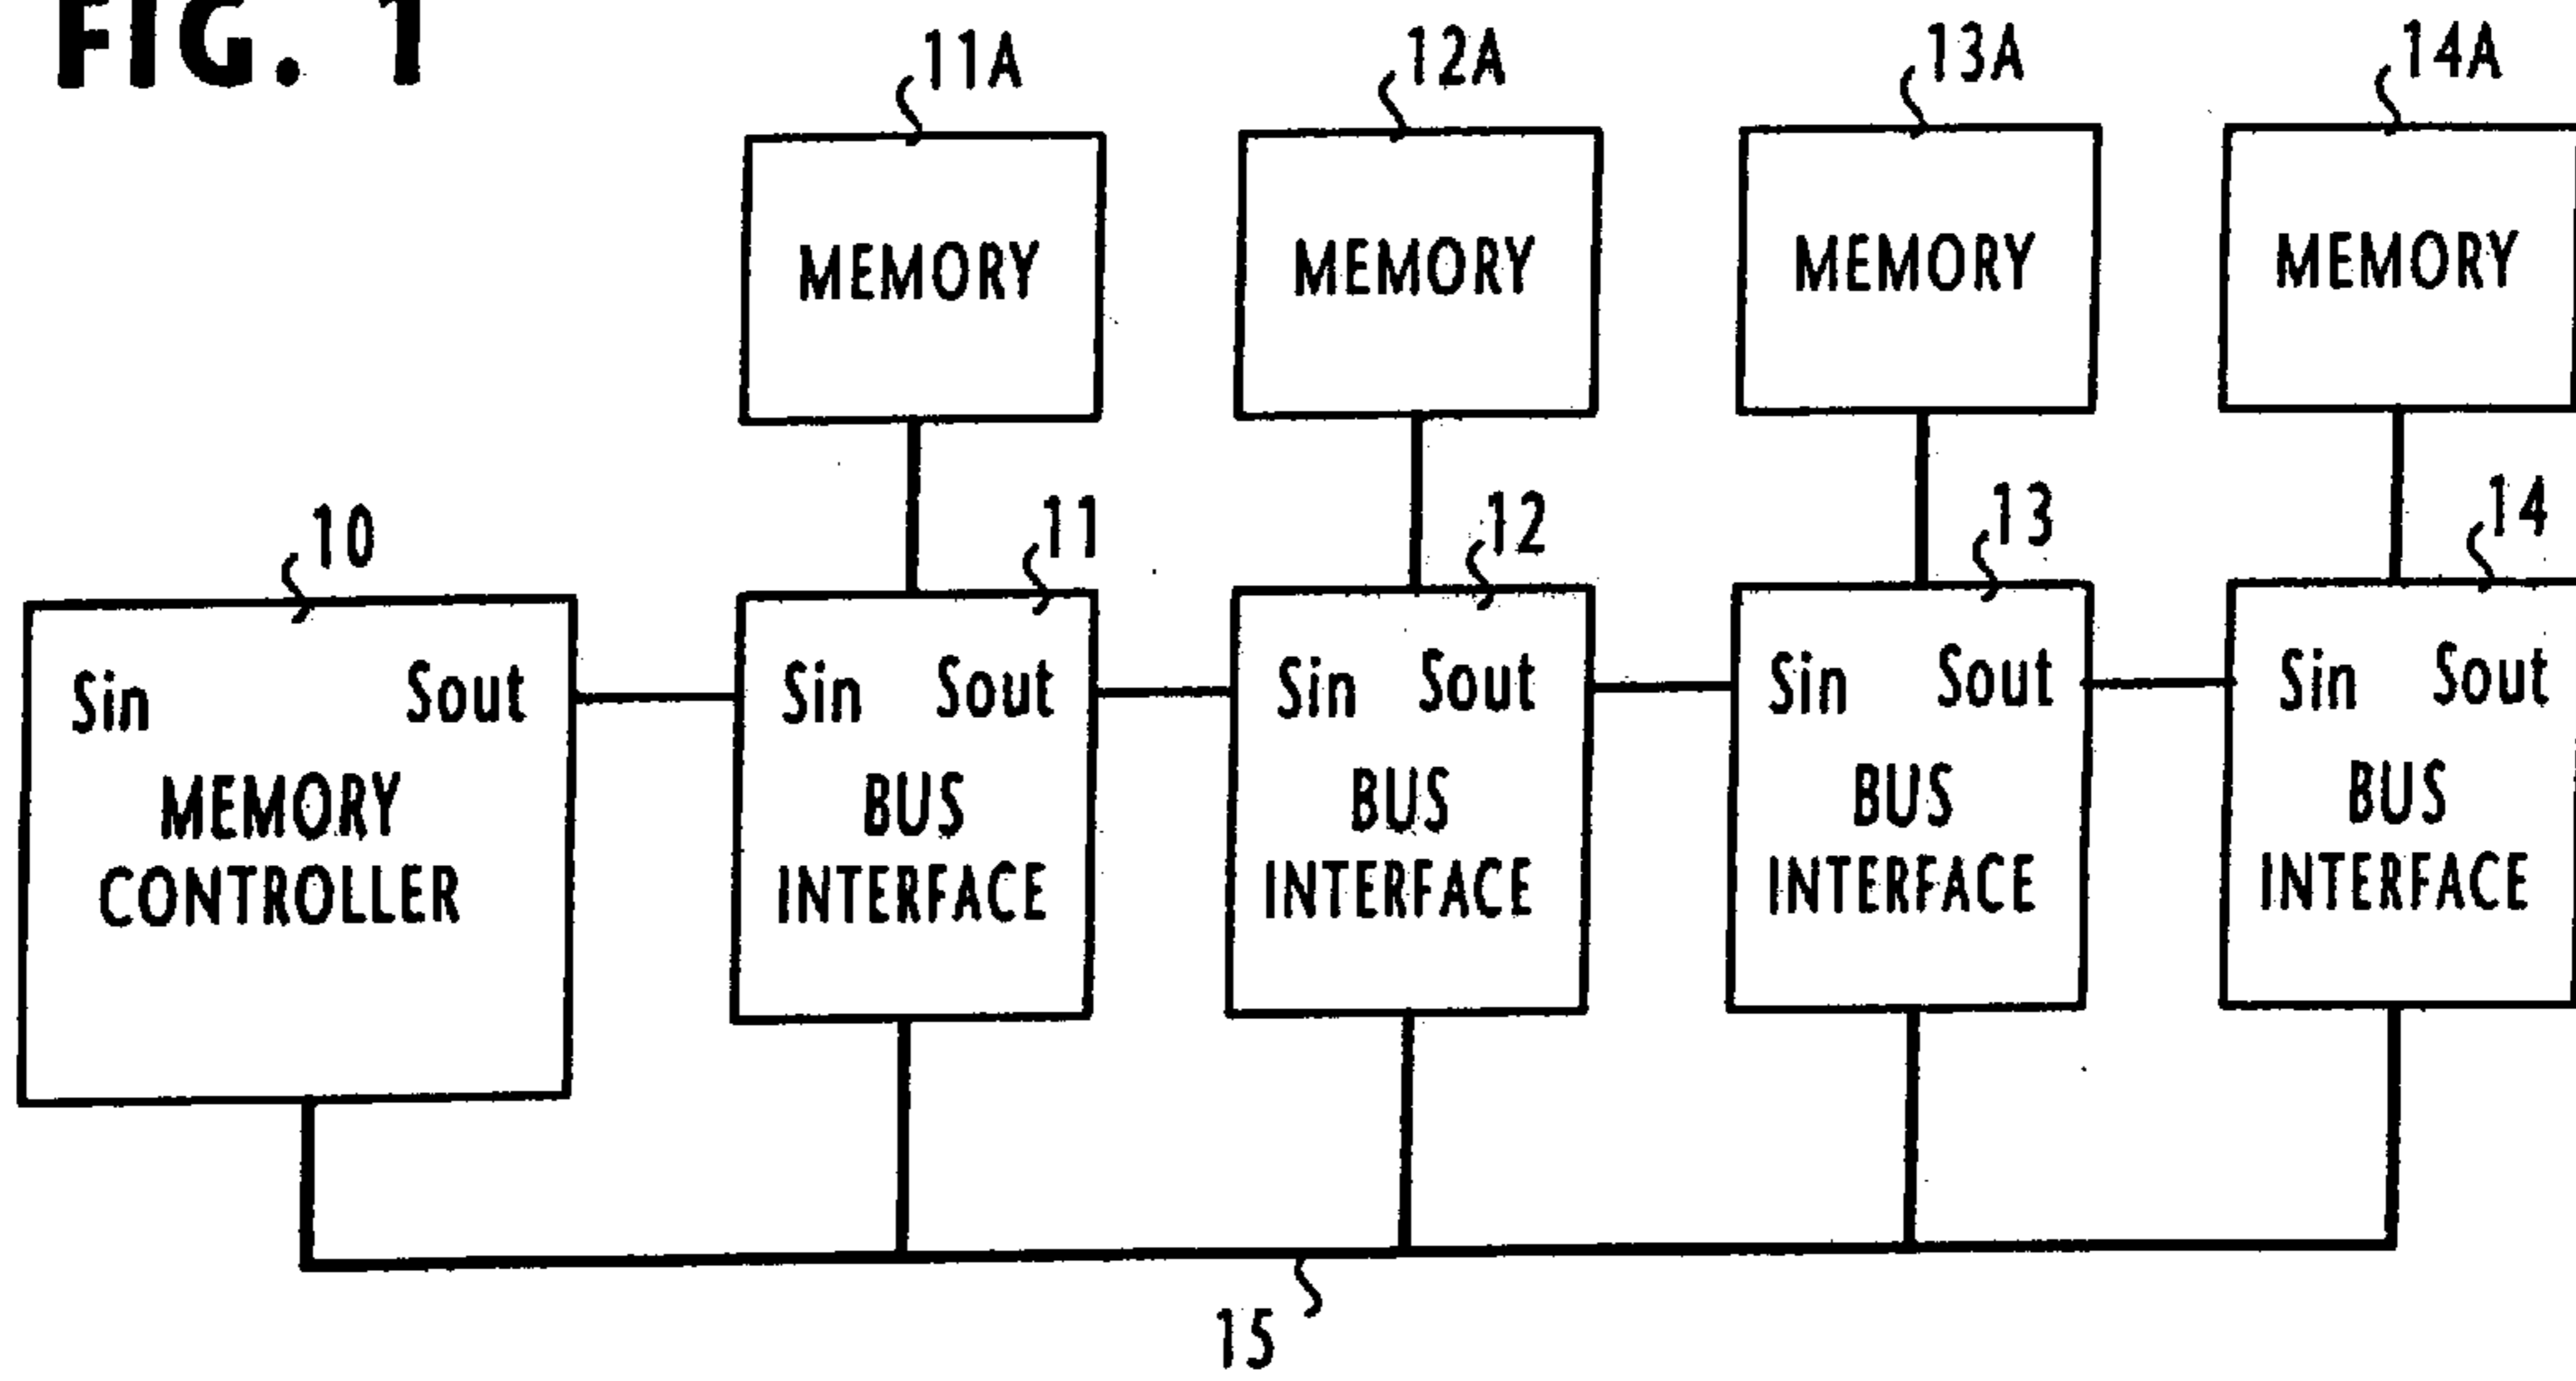 FIG. 1
11A
12A
13A
14A
MEMORY
MEMORY
MEMORY
MEMORY
10
11
12
13
14
Sin Sout
MEMORY
CONTROLLER
Sin Sout
BUS
INTERFACE
Sin Sout
BUS
INTERFACE
Sin Sout
BUS
INTERFACE
Sin Sout
BUS
INTERFACE
15